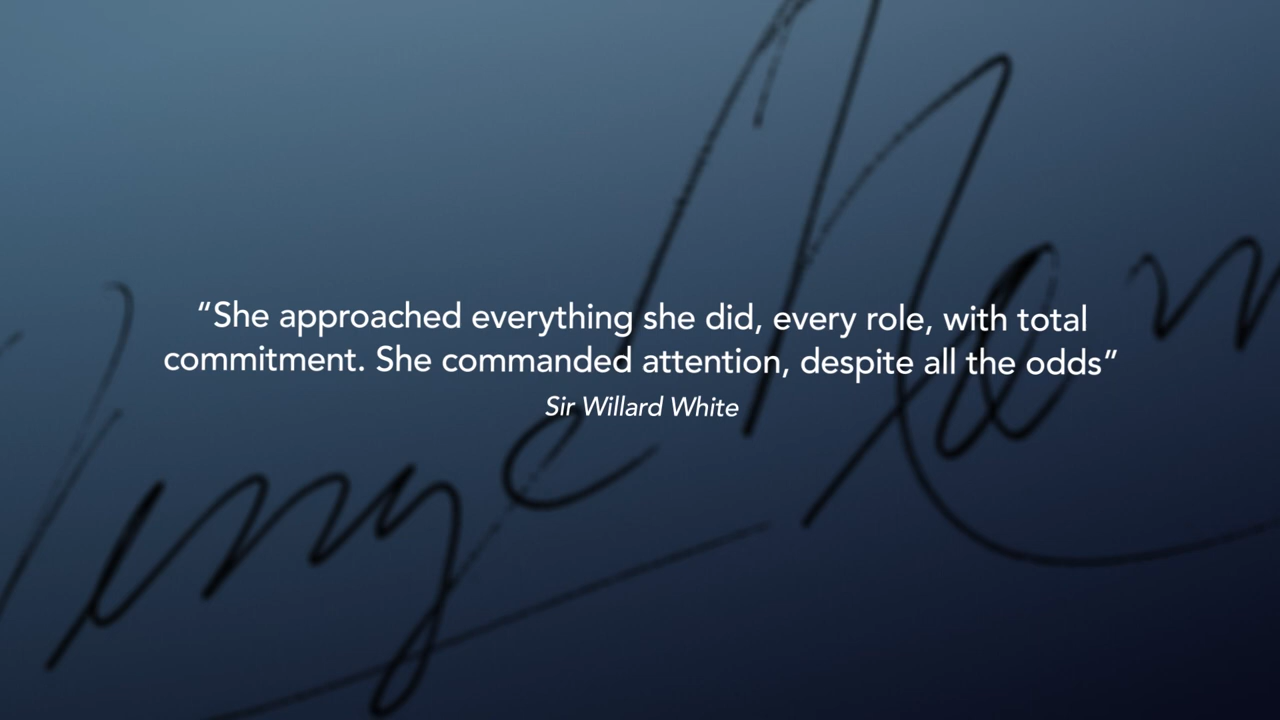 “She approached everything she did, every role, with total
commitment. She commanded attention, despite all the odds”
Sir Willard White